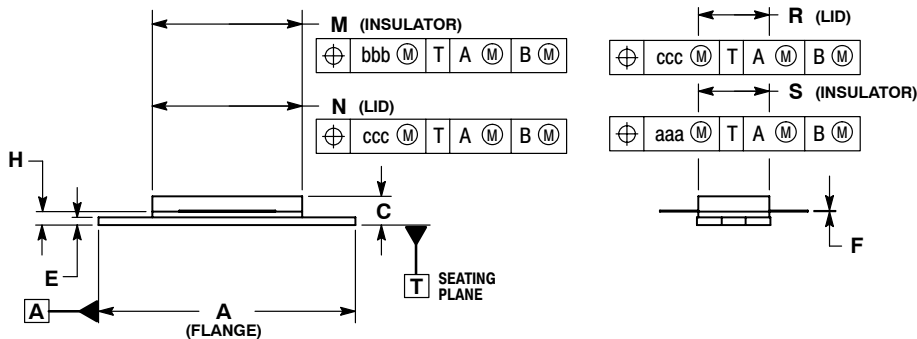 M (INSULATOR)
⌖ bbb Ⓜ T A Ⓜ B Ⓜ
N (LID)
⌖ ccc Ⓜ T A Ⓜ B Ⓜ
R (LID)
⌖ ccc Ⓜ T A Ⓜ B Ⓜ
S (INSULATOR)
⌖ aaa Ⓜ T A Ⓜ B Ⓜ
H
C
E
F
T SEATING
PLANE
A
A
(FLANGE)